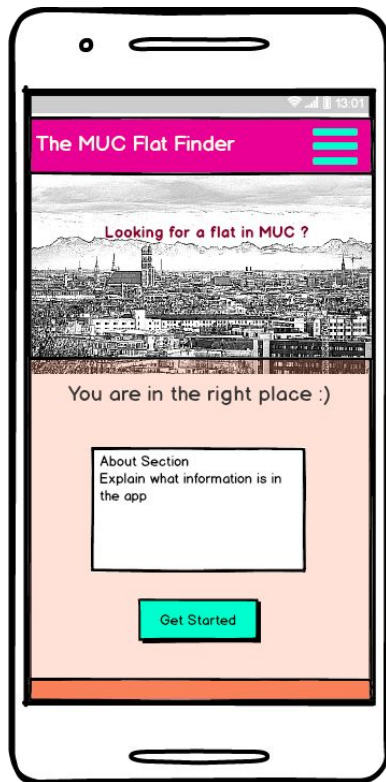 13:01
The MUC Flat Finder
Looking for a flat in MUC ?
You are in the right place :)
About Section
Explain what information is in
the app
Get Started